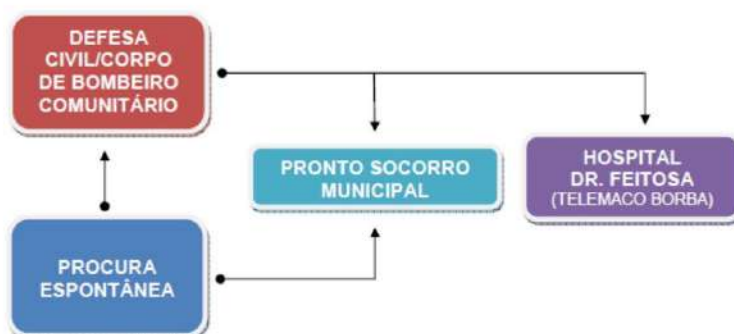 DEFESA
CIVIL/CORPO
DE BOMBEIRO
COMUNITÁRIO
PRONTO SOCORRO
MUNICIPAL
HOSPITAL
DR. FEITOSA
(TELEMACO BORBA)
PROCURA
ESPONTÂNEA